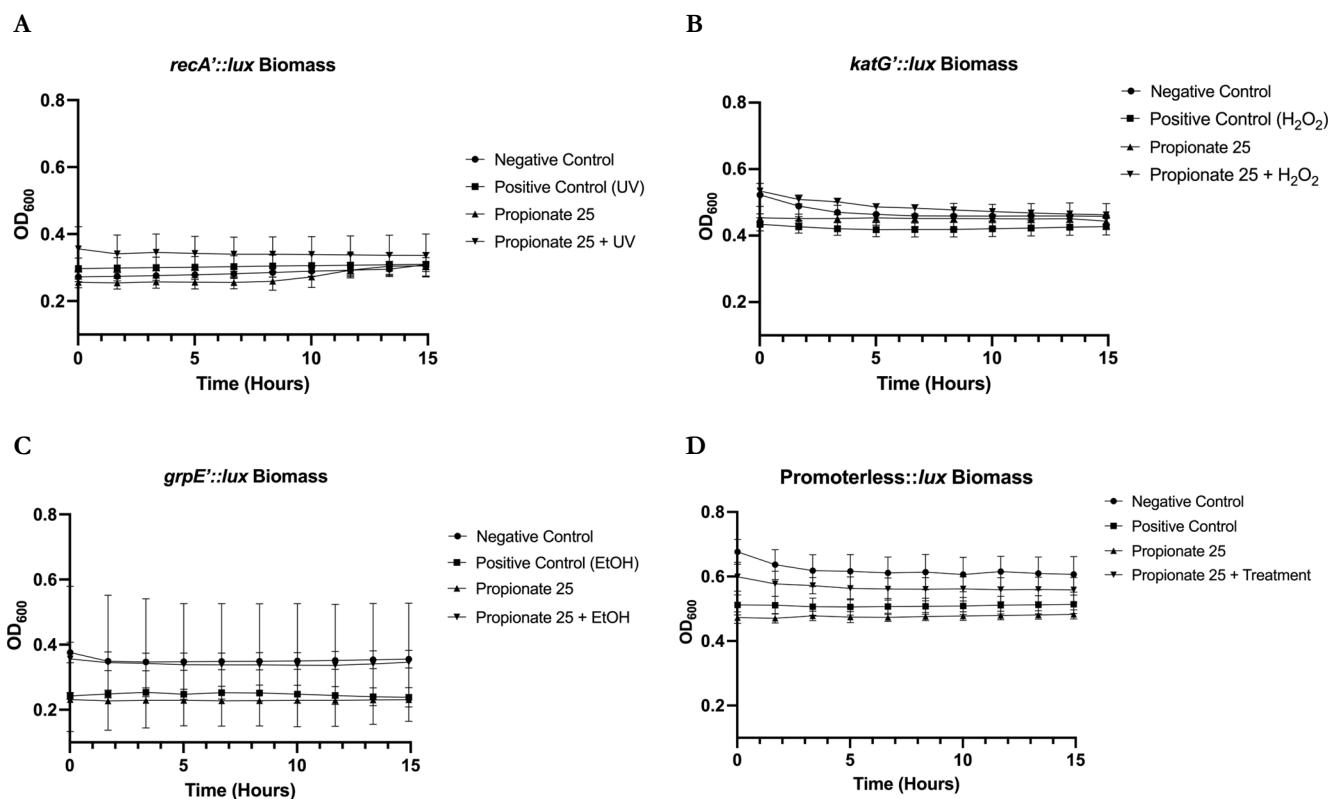 A
recA'::lux Biomass
0.8
0.6
0.4
0.2
OD600
0 5 10 15
Time (Hours)
Negative Control
Positive Control (UV)
Propionate 25
Propionate 25 + UV
B
katG'::lux Biomass
0.8
0.6
0.4
0.2
OD600
0 5 10 15
Time (Hours)
Negative Control
Positive Control (H2O2)
Propionate 25
Propionate 25 + H2O2
C
grpE'::lux Biomass
0.8
0.6
0.4
0.2
OD600
0 5 10 15
Time (Hours)
Negative Control
Positive Control (EtOH)
Propionate 25
Propionate 25 + EtOH
D
Promoterless::lux Biomass
0.8
0.6
0.4
0.2
OD600
0 5 10 15
Time (Hours)
Negative Control
Positive Control
Propionate 25
Propionate 25 + Treatment